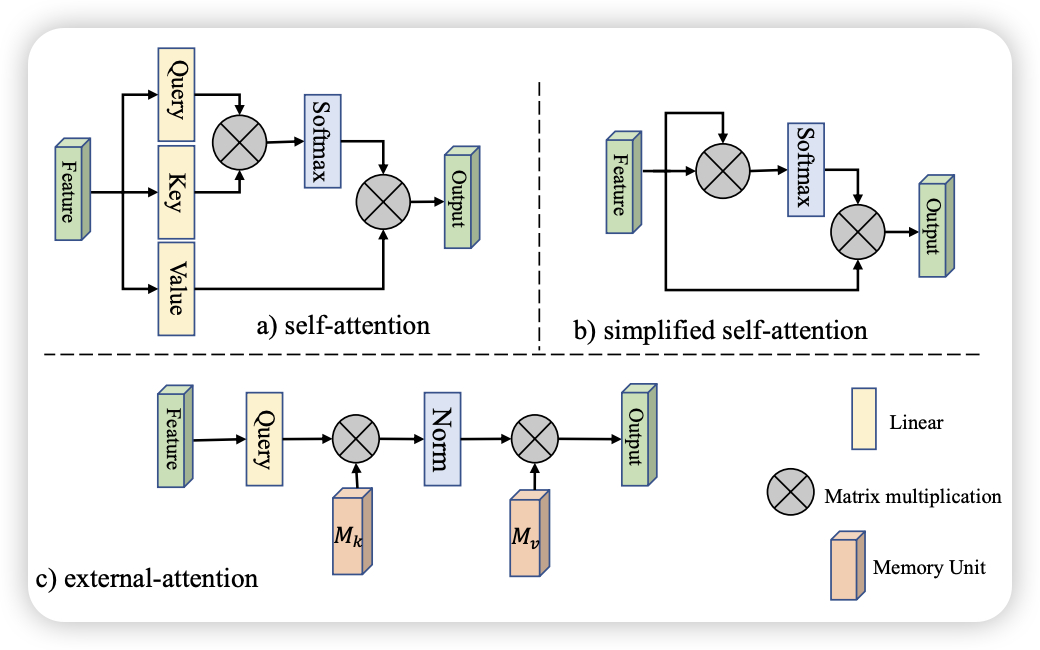 Feature
Query
Key
Value
Softmax
Output
a) self-attention
Feature
Softmax
Output
b) simplified self-attention
Feature
Query
M_k
Norm
M_v
Output
c) external-attention
Linear
Matrix multiplication
Memory Unit